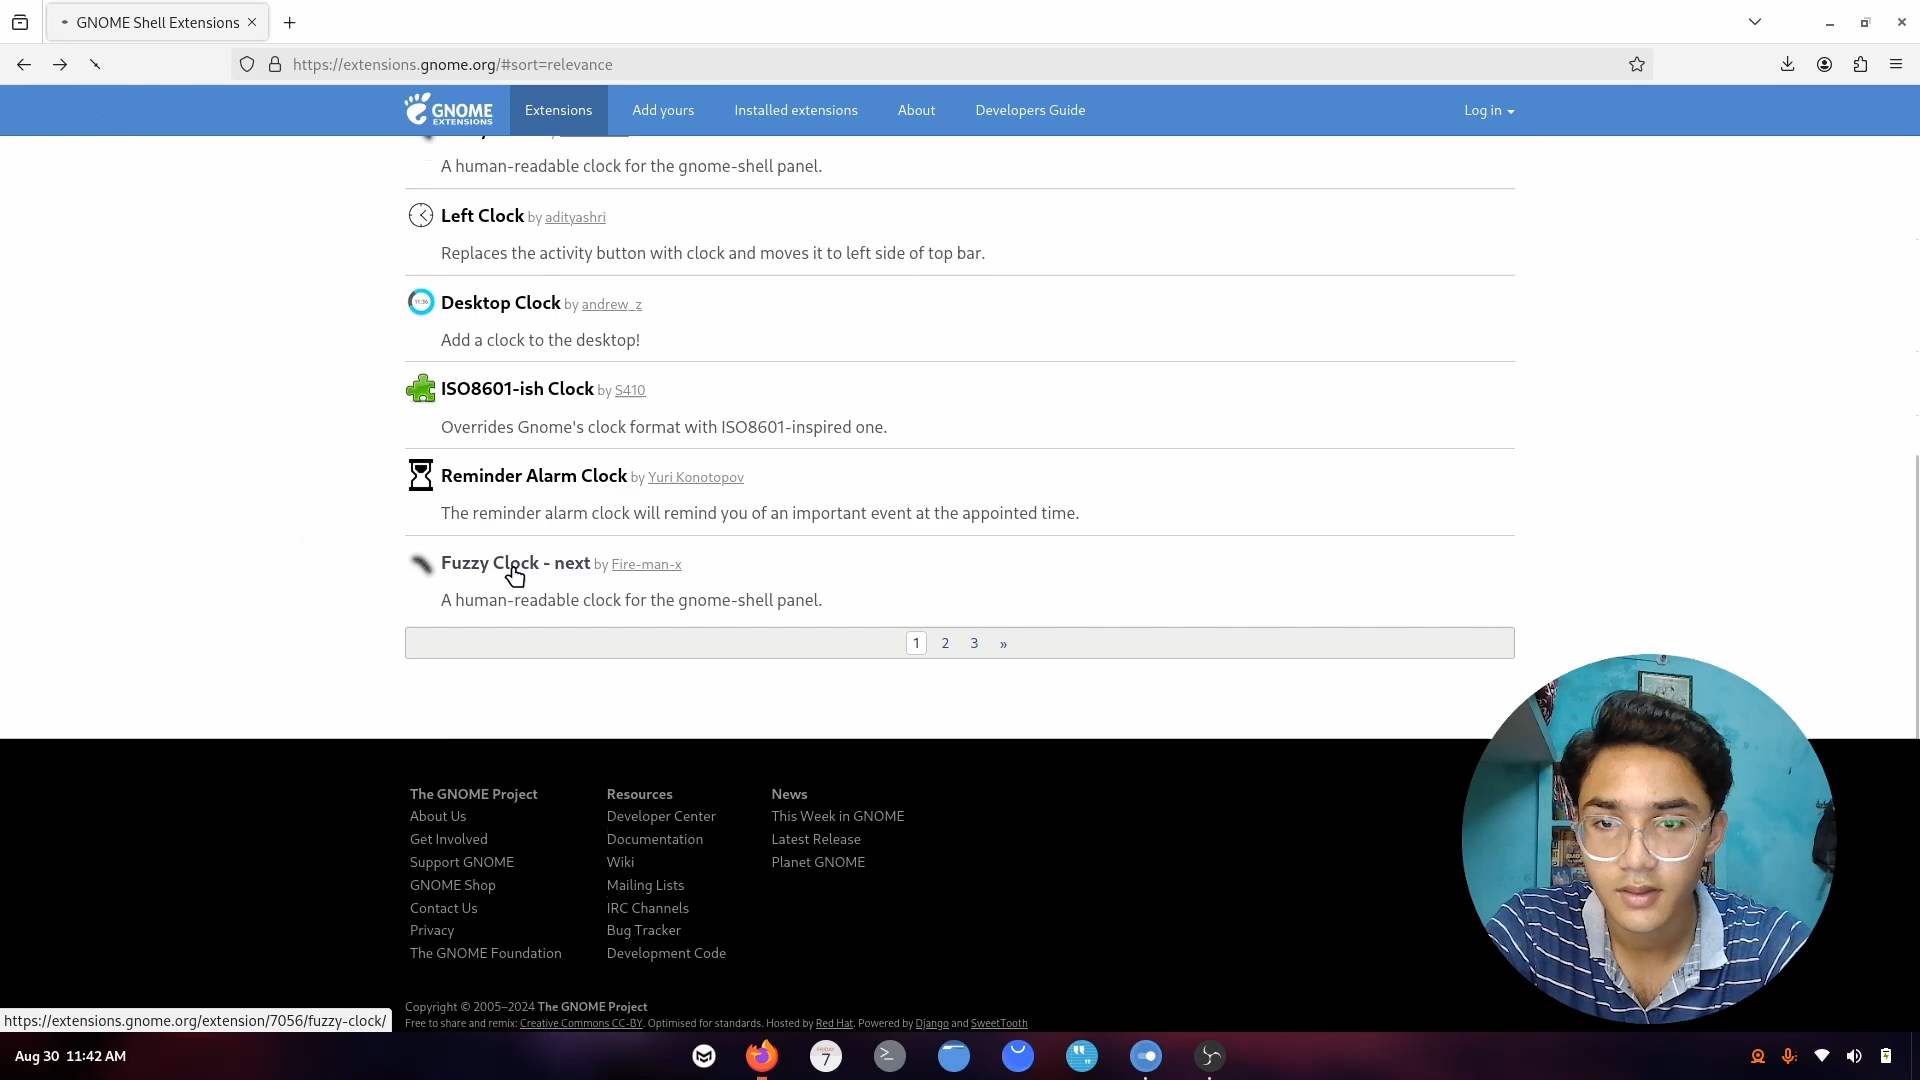 GNOME Shell Extensions
https://extensions.gnome.org/#sort=relevance
GNOME EXTENSIONS
Extensions
Add yours
Installed extensions
About
Developers Guide
Log in
A human-readable clock for the gnome-shell panel.
Left Clock by adityashri
Replaces the activity button with clock and moves it to left side of top bar.
Desktop Clock by andrew_z
Add a clock to the desktop!
ISO8601-ish Clock by S410
Overrides Gnome's clock format with ISO8601-inspired one.
Reminder Alarm Clock by Yuri Konotopov
The reminder alarm clock will remind you of an important event at the appointed time.
Fuzzy Clock - next by Fire-man-x
A human-readable clock for the gnome-shell panel.
1 2 3 »
The GNOME Project
About Us
Get Involved
Support GNOME
GNOME Shop
Contact Us
Privacy
The GNOME Foundation
Resources
Developer Center
Documentation
Wiki
Mailing Lists
IRC Channels
Bug Tracker
Development Code
News
This Week in GNOME
Latest Release
Planet GNOME
Copyright © 2005–2024 The GNOME Project
Free to share and remix: Creative Commons CC-BY. Optimised for standards. Hosted by Red Hat. Powered by Django and SweetTooth
https://extensions.gnome.org/extension/7056/fuzzy-clock/
Aug 30 11:42 AM
7